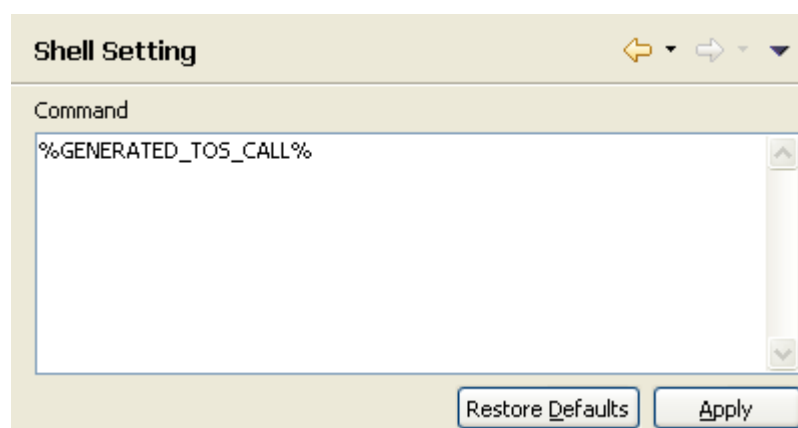 Shell Setting
Command
%GENERATED_TOS_CALL%
Restore Defaults
Apply